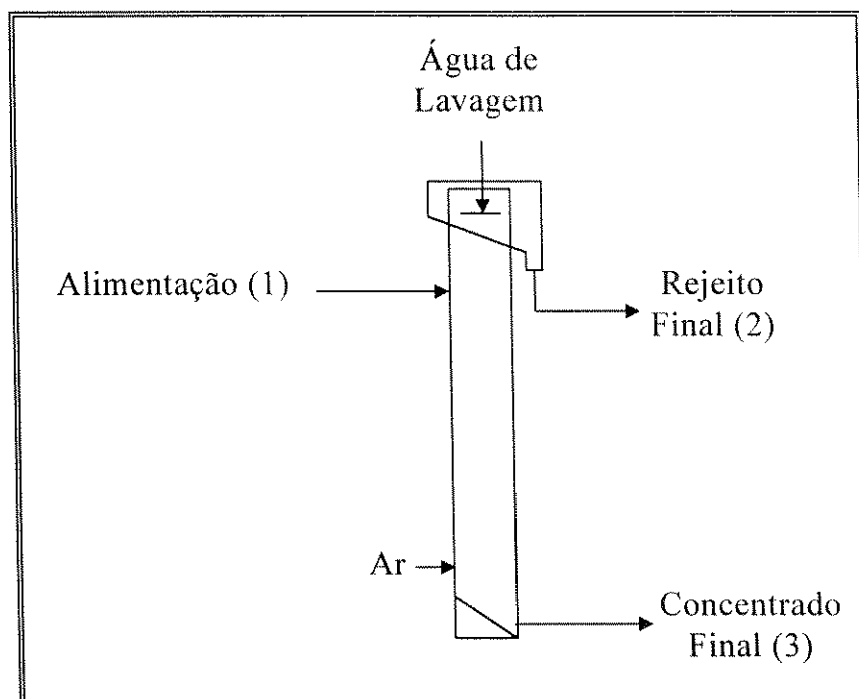 Água de
Lavagem
Alimentação (1)
Rejeito
Final (2)
Ar
Concentrado
Final (3)